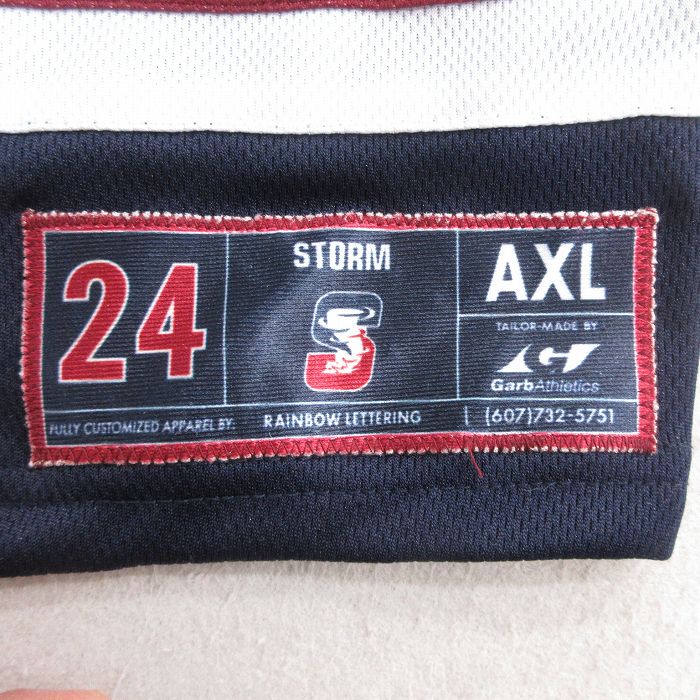 24
STORM
S
AXL
TAILOR-MADE BY
GarbAthletics
FULLY CUSTOMIZED APPAREL BY:
RAINBOW LETTERING
(607)732-5751